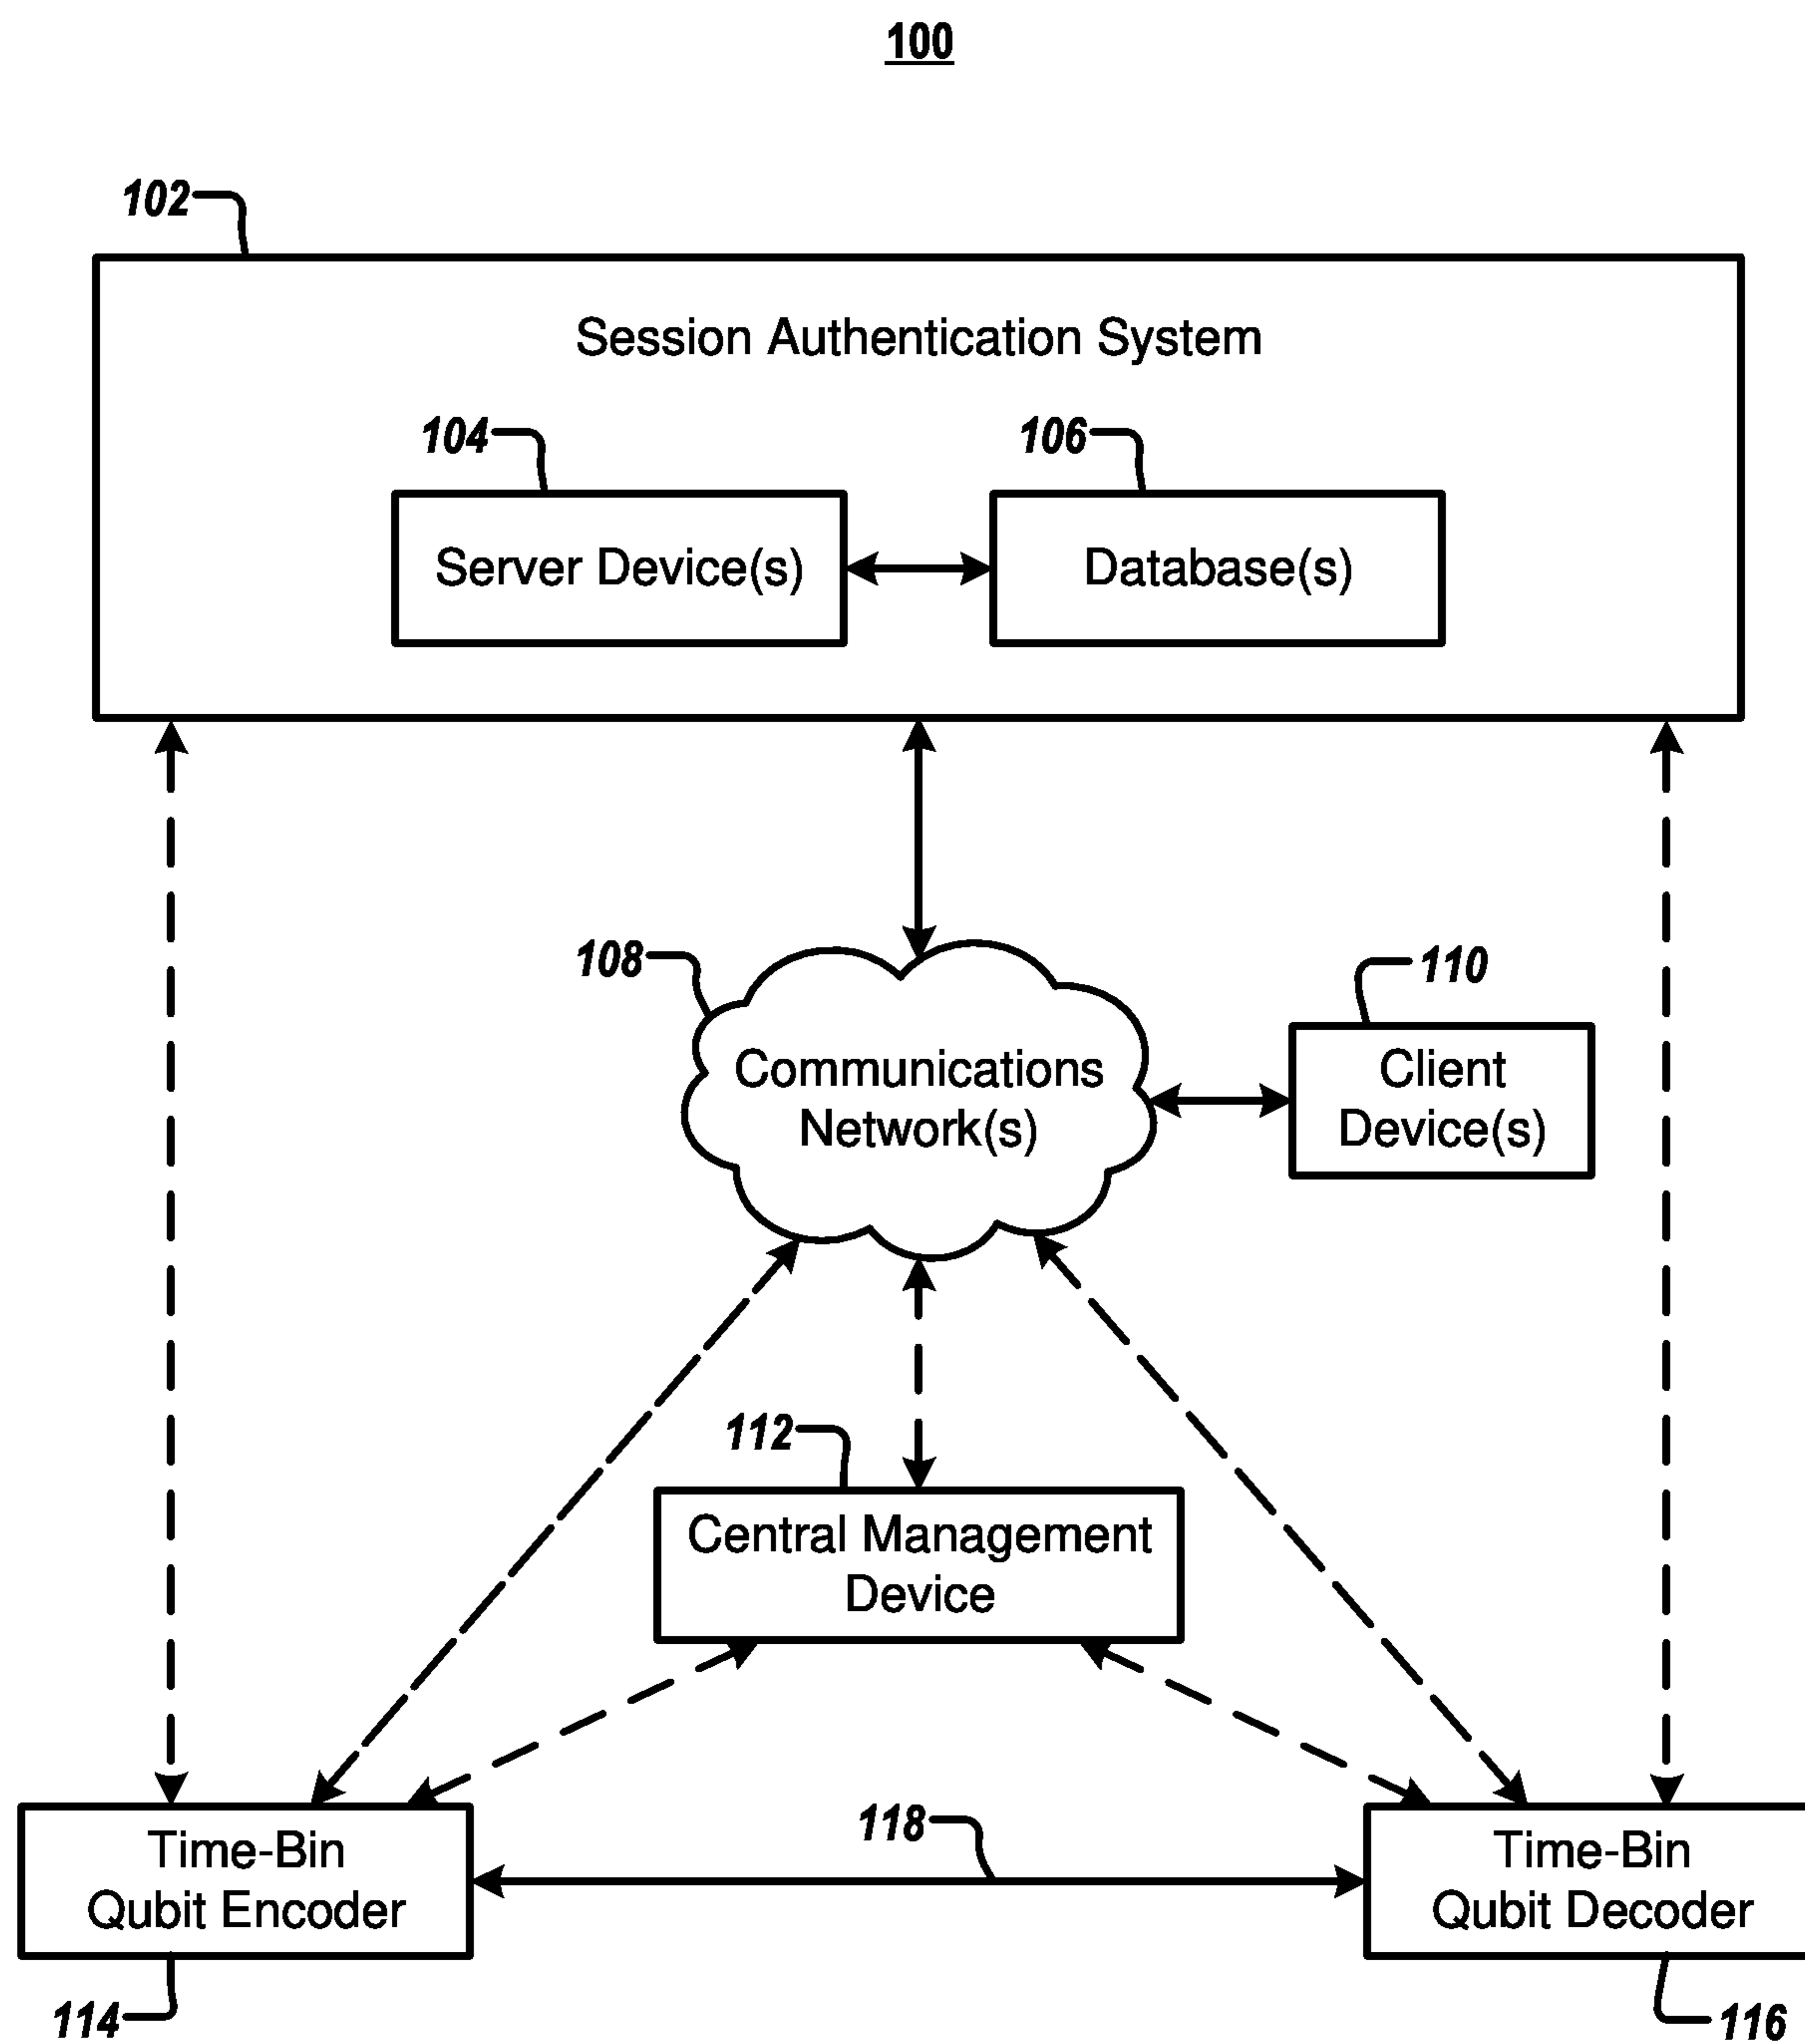 100
102
Session Authentication System
104
106
Server Device(s)
Database(s)
108
110
Communications
Network(s)
Client
Device(s)
112
Central Management
Device
118
Time-Bin
Qubit Encoder
Time-Bin
Qubit Decoder
114
116